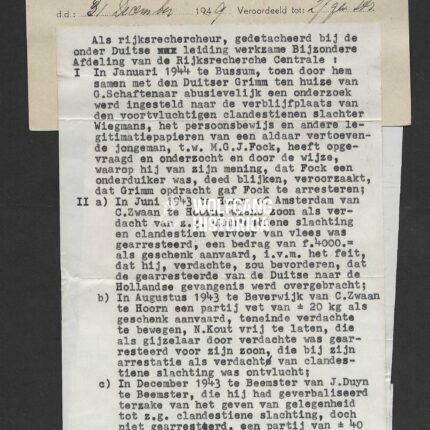 d.d.: 31 December 1949 Veroordeeld tot:
Als rijksrechercheur, gedetacheerd bij de
onder Duitse xxx leiding werkzame Bijzondere
Afdeling van de Rijksrecherche Centrale :
I In Januari 1944 te Bussum, toen door hem
samen met den Duitser Grimm ten huize van
G.Schaftenaar abusievelijk een onderzoek
werd ingesteld naar de verblijfplaats van
den voortvluchtigen clandestienen slachter
Wiegmans, het persoonsbewijs en andere le-
gitimatiepapieren van een aldaar vertoeven-
de jongeman, t.w. M.G.J.Fock, heeft opge-
vraagd en onderzocht en door de wijze,
waarop hij van zijn mening, dat Fock een
onderduiker was, deed blijken, veroorzaakt,
dat Grimm opdracht gaf Fock te arresteren;
II a) In Juni 1943 Amsterdam van
C.Zwaan te Hoorn, zoon als ver-
dacht van z.g. clandestiene slachting
en clandestien vervoer van vlees was
gearresteerd, een bedrag van f.4000.=
als geschenk aanvaard, i.v.m. het feit,
dat hij, verdachte, zou bevorderen, dat
de gearresteerde van de Duitse naar de
Hollandse gevangenis werd overgebracht;
b) In Augustus 1943 te Beverwijk van C.Zwaan
te Hoorn een partij vet van ± 20 kg als
geschenk aanvaard, teneinde verdachte
te bewegen, N.Kout vrij te laten, die
als gijzelaar door verdachte was gear-
resteerd voor zijn zoon, die bij zijn
arrestatie als verdacht van clandes-
tiene slachting was ontvlucht;
c) In December 1943 te Beemster van J.Duyn
te Beemster, die hij had geverbaliseerd
terzake van het geven van gelegenheid
tot z.g. clandestiene slachting, doch
niet gearresteerd, een partij van ± 40
WOLFGANG
HISTORICA